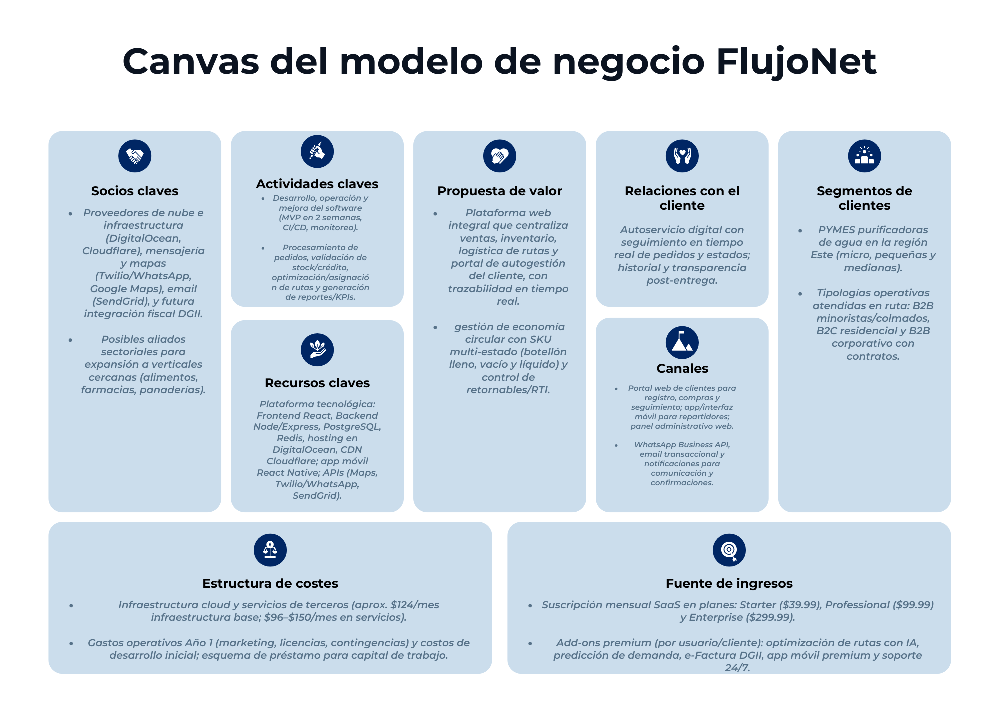 Canvas del modelo de negocio FlujoNet
Socios claves
• Proveedores de nube e
infraestructura
(DigitalOcean,
Cloudflare), mensajería
y mapas
(Twilio/WhatsApp,
Google Maps), email
(SendGrid), y futura
integración fiscal DGII.
• Posibles aliados
sectoriales para
expansión a verticales
cercanas (alimentos,
farmacias, panaderías).
Actividades claves
• Desarrollo, operación y
mejora del software
(MVP en 2 semanas,
CI/CD, monitoreo).
• Procesamiento de
pedidos, validación de
stock/crédito,
optimización/asignació
n de rutas y generación
de reportes/KPIs.
Recursos claves
Plataforma tecnológica:
Frontend React, Backend
Node/Express, PostgreSQL,
Redis, hosting en
DigitalOcean, CDN
Cloudflare; app móvil
React Native; APIs (Maps,
Twilio/WhatsApp,
SendGrid).
Propuesta de valor
• Plataforma web
integral que centraliza
ventas, inventario,
logística de rutas y
portal de autogestión
del cliente, con
trazabilidad en tiempo
real.
• gestión de economía
circular con SKU
multi-estado (botellón
lleno, vacío y líquido) y
control de
retornables/RTI.
Relaciones con el
cliente
Autoservicio digital con
seguimiento en tiempo
real de pedidos y estados;
historial y transparencia
post-entrega.
Canales
• Portal web de clientes para
registro, compras y
seguimiento; app/interfaz
móvil para repartidores;
panel administrativo web.
• WhatsApp Business API,
email transaccional y
notificaciones para
comunicación y
confirmaciones.
Segmentos de
clientes
• PYMES purificadoras
de agua en la región
Este (micro, pequeñas y
medianas).
• Tipologías operativas
atendidas en ruta: B2B
minoristas/colmados,
B2C residencial y B2B
corporativo con
contratos.
Estructura de costes
• Infraestructura cloud y servicios de terceros (aprox. $124/mes
infraestructura base; $96–$150/mes en servicios).
• Gastos operativos Año 1 (marketing, licencias, contingencias) y costos de
desarrollo inicial; esquema de préstamo para capital de trabajo.
Fuente de ingresos
• Suscripción mensual SaaS en planes: Starter ($39.99), Professional ($99.99)
y Enterprise ($299.99).
• Add-ons premium (por usuario/cliente): optimización de rutas con IA,
predicción de demanda, e-Factura DGII, app móvil premium y soporte
24/7.